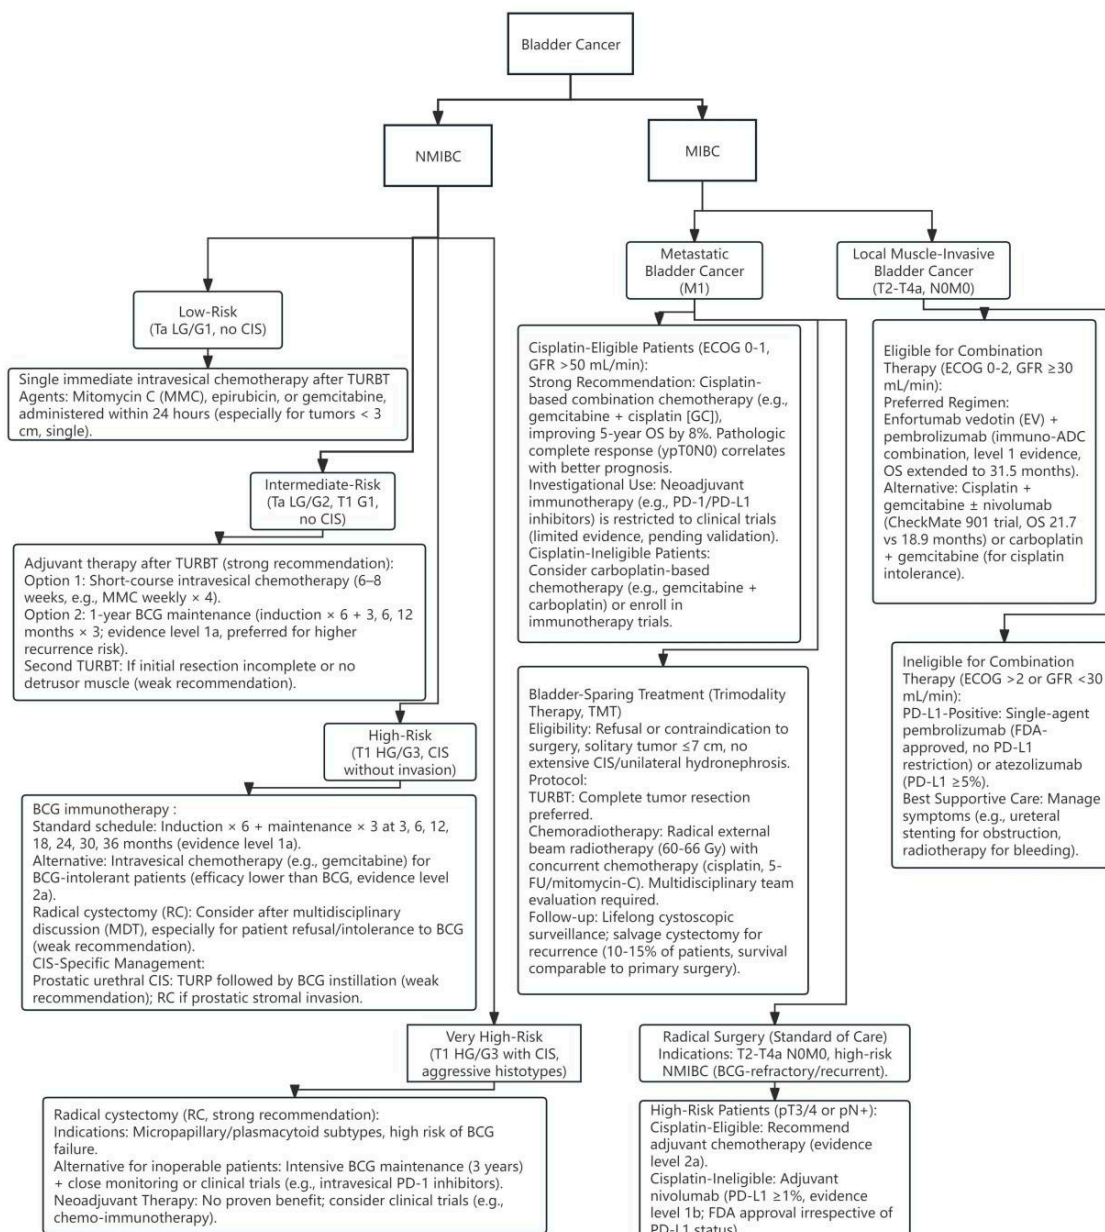 Bladder Cancer
NMIBC
MIBC
Low-Risk
(Ta LG/G1, no CIS)
Single immediate intravesical chemotherapy after TURBT
Agents: Mitomycin C (MMC), epirubicin, or gemcitabine,
administered within 24 hours (especially for tumors < 3
cm, single).
Intermediate-Risk
(Ta LG/G2, T1 G1,
no CIS)
Adjuvant therapy after TURBT (strong recommendation):
Option 1: Short-course intravesical chemotherapy (6–8
weeks, e.g., MMC weekly × 4).
Option 2: 1-year BCG maintenance (induction × 6 + 3, 6, 12
months × 3; evidence level 1a, preferred for higher
recurrence risk).
Second TURBT: If initial resection incomplete or no
detrusor muscle (weak recommendation).
High-Risk
(T1 HG/G3, CIS
without invasion)
BCG immunotherapy :
Standard schedule: Induction × 6 + maintenance × 3 at 3, 6, 12,
18, 24, 30, 36 months (evidence level 1a).
Alternative: Intravesical chemotherapy (e.g., gemcitabine) for
BCG-intolerant patients (efficacy lower than BCG, evidence level
2a).
Radical cystectomy (RC): Consider after multidisciplinary
discussion (MDT), especially for patient refusal/intolerance to BCG
(weak recommendation).
CIS-Specific Management:
Prostatic urethral CIS: TURP followed by BCG instillation (weak
recommendation); RC if prostatic stromal invasion.
Very High-Risk
(T1 HG/G3 with CIS,
aggressive histotypes)
Radical cystectomy (RC, strong recommendation):
Indications: Micropapillary/plasmacytoid subtypes, high risk of BCG
failure.
Alternative for inoperable patients: Intensive BCG maintenance (3 years)
+ close monitoring or clinical trials (e.g., intravesical PD-1 inhibitors).
Neoadjuvant Therapy: No proven benefit; consider clinical trials (e.g.,
chemo-immunotherapy).
Metastatic
Bladder Cancer
(M1)
Cisplatin-Eligible Patients (ECOG 0-1,
GFR >50 mL/min):
Strong Recommendation: Cisplatin-
based combination chemotherapy (e.g.,
gemcitabine + cisplatin [GC]),
improving 5-year OS by 8%. Pathologic
complete response (ypT0N0) correlates
with better prognosis.
Investigational Use: Neoadjuvant
immunotherapy (e.g., PD-1/PD-L1
inhibitors) is restricted to clinical trials
(limited evidence, pending validation).
Cisplatin-Ineligible Patients:
Consider carboplatin-based
chemotherapy (e.g., gemcitabine +
carboplatin) or enroll in
immunotherapy trials.
Bladder-Sparing Treatment (Trimodality
Therapy, TMT)
Eligibility: Refusal or contraindication to
surgery, solitary tumor ≤7 cm, no
extensive CIS/unilateral hydronephrosis.
Protocol:
TURBT: Complete tumor resection
preferred.
Chemoradiotherapy: Radical external
beam radiotherapy (60-66 Gy) with
concurrent chemotherapy (cisplatin, 5-
FU/mitomycin-C). Multidisciplinary team
evaluation required.
Follow-up: Lifelong cystoscopic
surveillance; salvage cystectomy for
recurrence (10-15% of patients, survival
comparable to primary surgery).
Radical Surgery (Standard of Care)
Indications: T2-T4a N0M0, high-risk
NMIBC (BCG-refractory/recurrent).
High-Risk Patients (pT3/4 or pN+):
Cisplatin-Eligible: Recommend
adjuvant chemotherapy (evidence
level 2a).
Cisplatin-Ineligible: Adjuvant
nivolumab (PD-L1 ≥1%, evidence
level 1b; FDA approval irrespective of
PD-L1 status)
Local Muscle-Invasive
Bladder Cancer
(T2-T4a, N0M0)
Eligible for Combination
Therapy (ECOG 0-2, GFR ≥30
mL/min):
Preferred Regimen:
Enfortumab vedotin (EV) +
pembrolizumab (immuno-ADC
combination, level 1 evidence,
OS extended to 31.5 months).
Alternative: Cisplatin +
gemcitabine ± nivolumab
(CheckMate 901 trial, OS 21.7
vs 18.9 months) or carboplatin
+ gemcitabine (for cisplatin
intolerance).
Ineligible for Combination
Therapy (ECOG >2 or GFR <30
mL/min):
PD-L1-Positive: Single-agent
pembrolizumab (FDA-
approved, no PD-L1
restriction) or atezolizumab
(PD-L1 ≥5%).
Best Supportive Care: Manage
symptoms (e.g., ureteral
stenting for obstruction,
radiotherapy for bleeding).